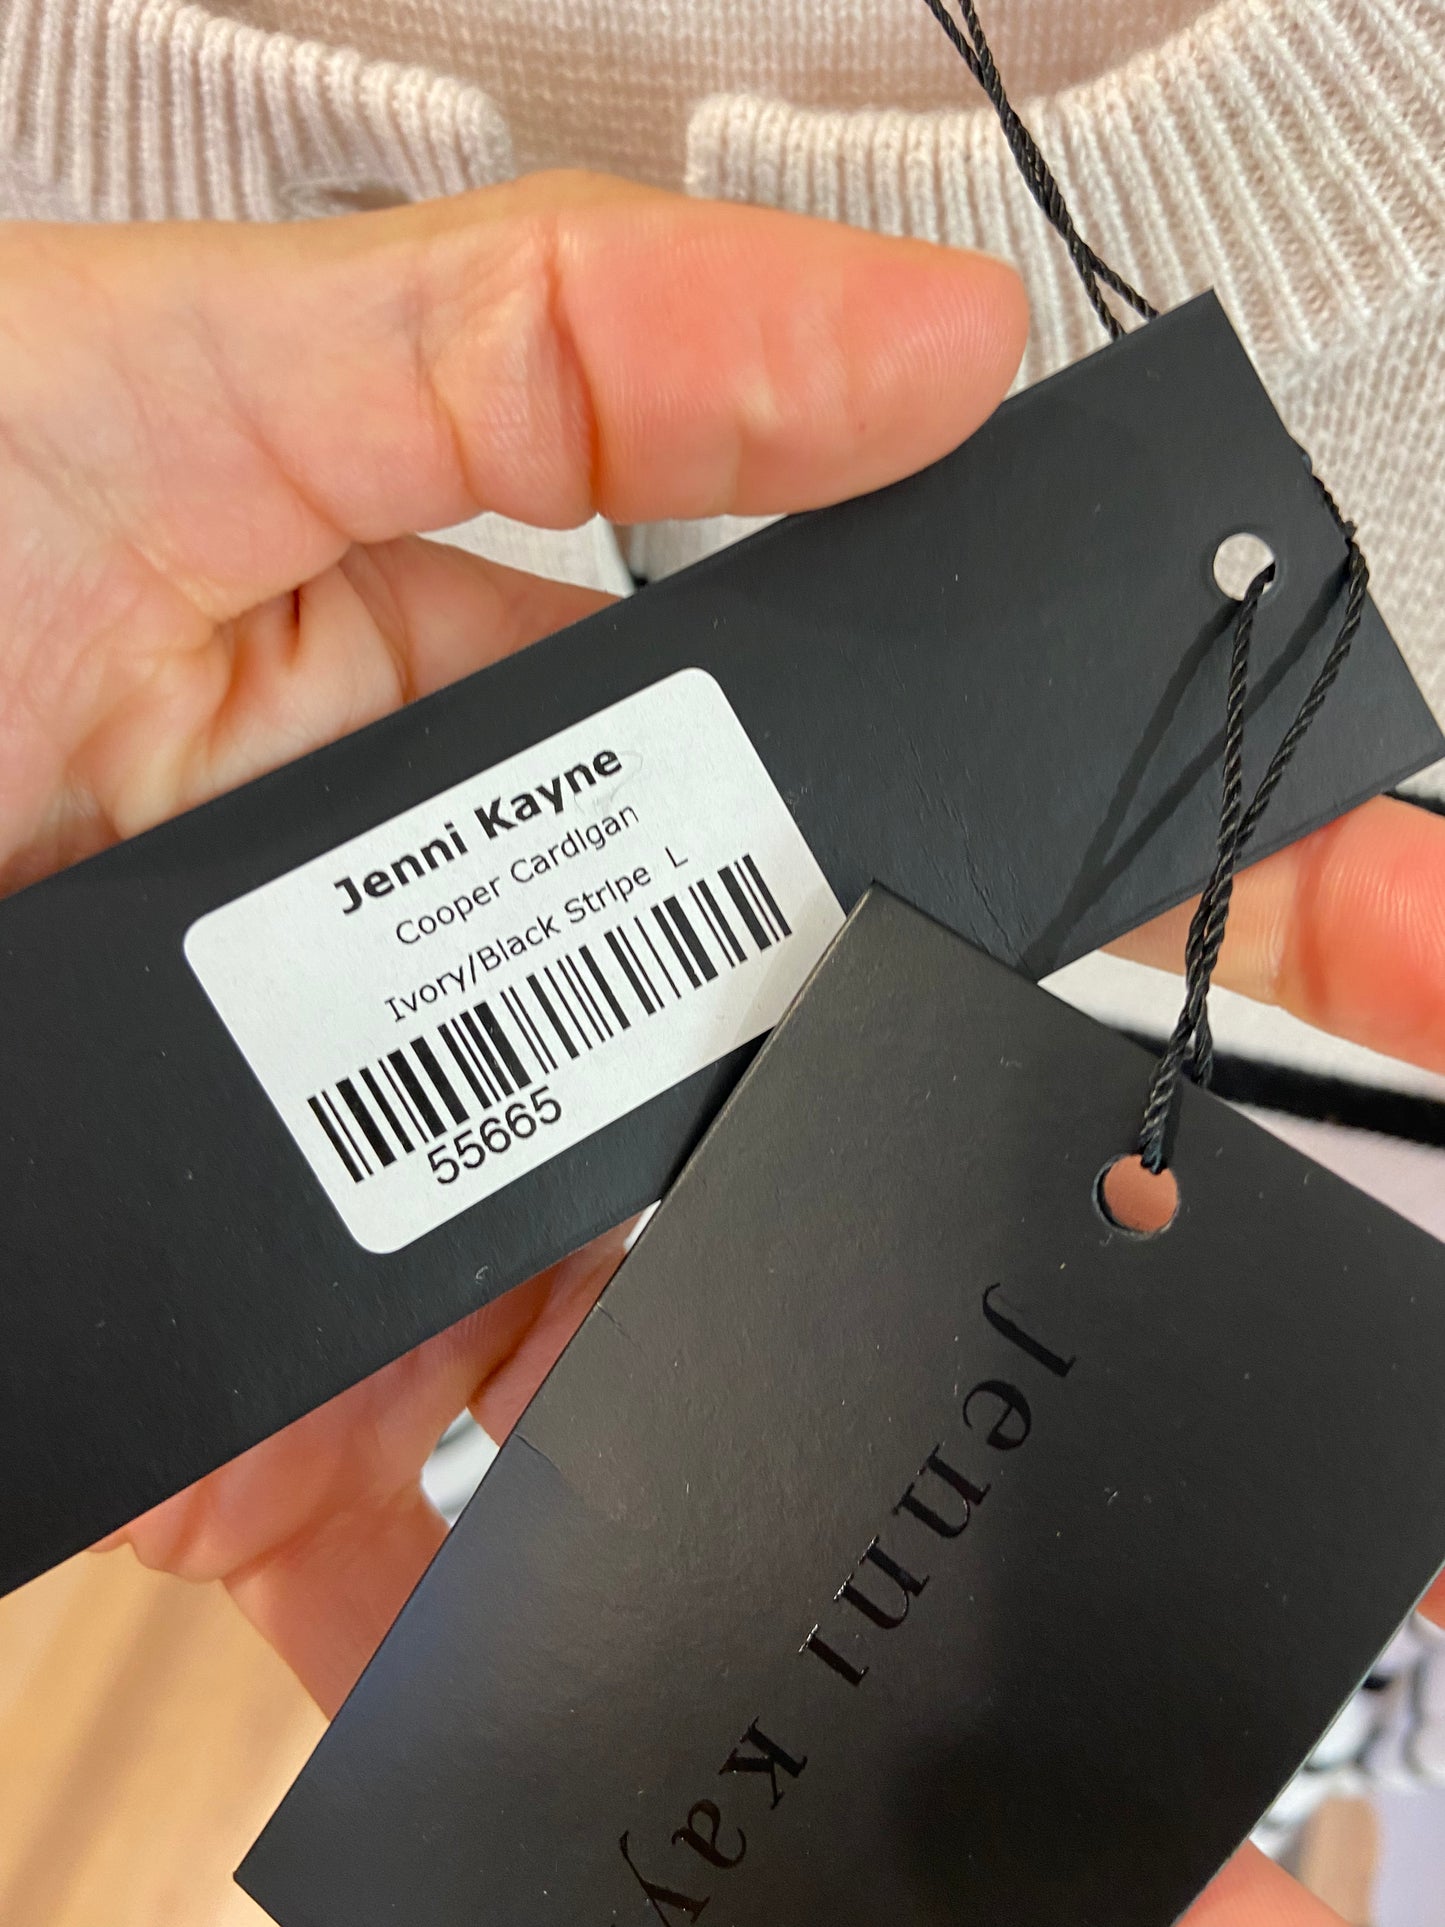 Jenni Kayne
Cooper Cardigan
Ivory/Black Stripe L
55665
Jenni Kay